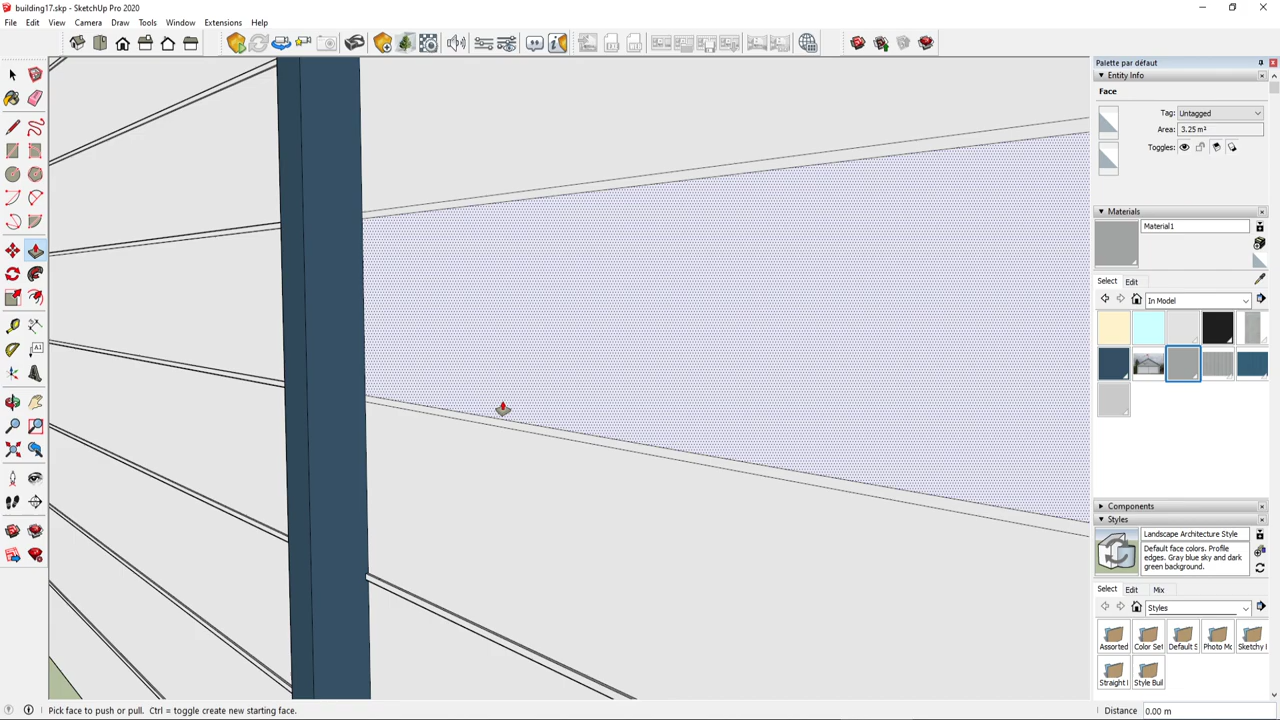 building17.skp - SketchUp Pro 2020
File Edit View Camera Draw Tools Window Extensions Help
Palette par défaut
Entity Info
Face
Tag: Untagged
Area: 3.25 m²
Toggles:
Materials
Material1
Select Edit
In Model
Components
Styles
Landscape Architecture Style
Default face colors. Profile
edges. Gray blue sky and dark
green background.
Select Edit Mix
Styles
Assorted Color Set Default S Photo Mo Sketchy I
Straight I Style Buil
Pick face to push or pull. Ctrl = toggle create new starting face.
Distance 0.00 m